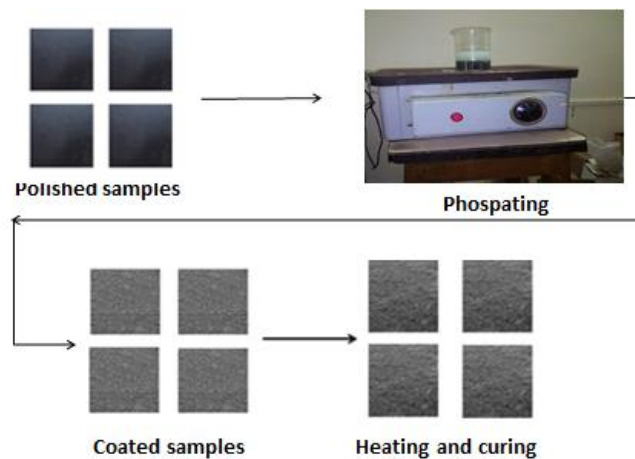 Polished samples
Phospating
Coated samples
Heating and curing